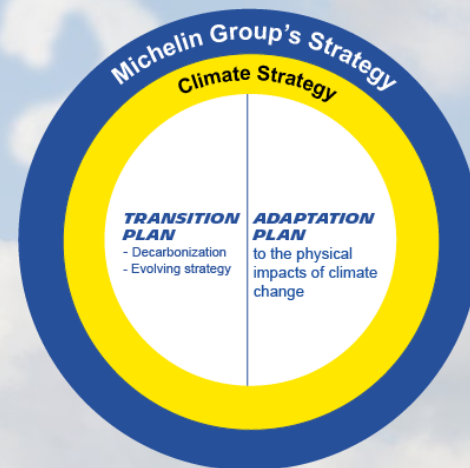 Michelin Group's Strategy
Climate Strategy
TRANSITION
PLAN
- Decarbonization
- Evolving strategy
ADAPTATION
PLAN
to the physical
impacts of climate
change